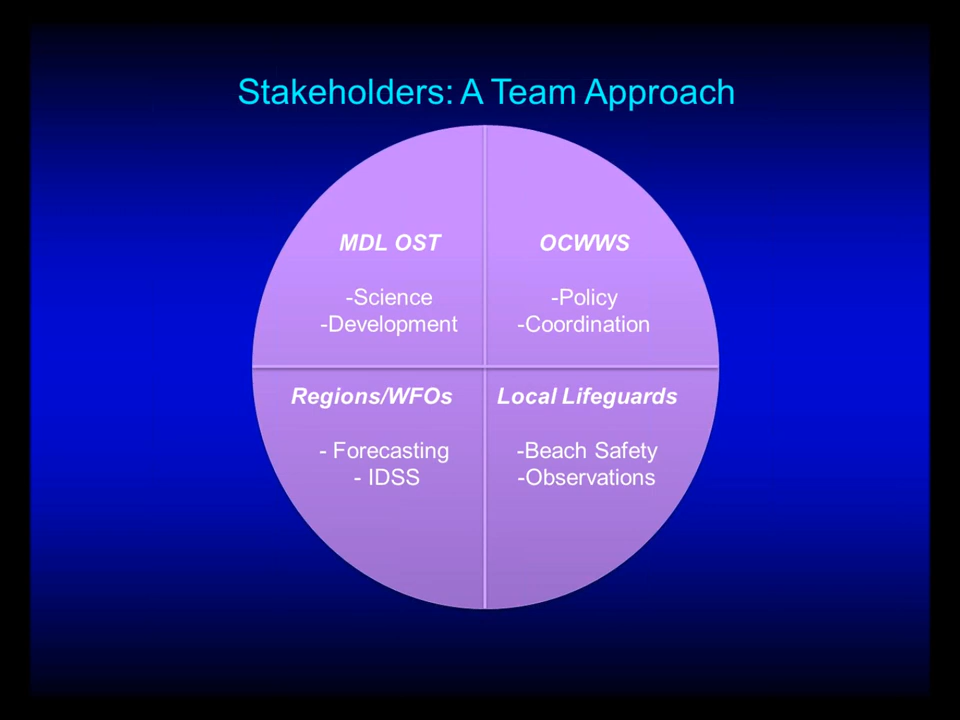 Stakeholders: A Team Approach
MDL OST
-Science
-Development
OCWWS
-Policy
-Coordination
Regions/WFOs
- Forecasting
- IDSS
Local Lifeguards
-Beach Safety
-Observations